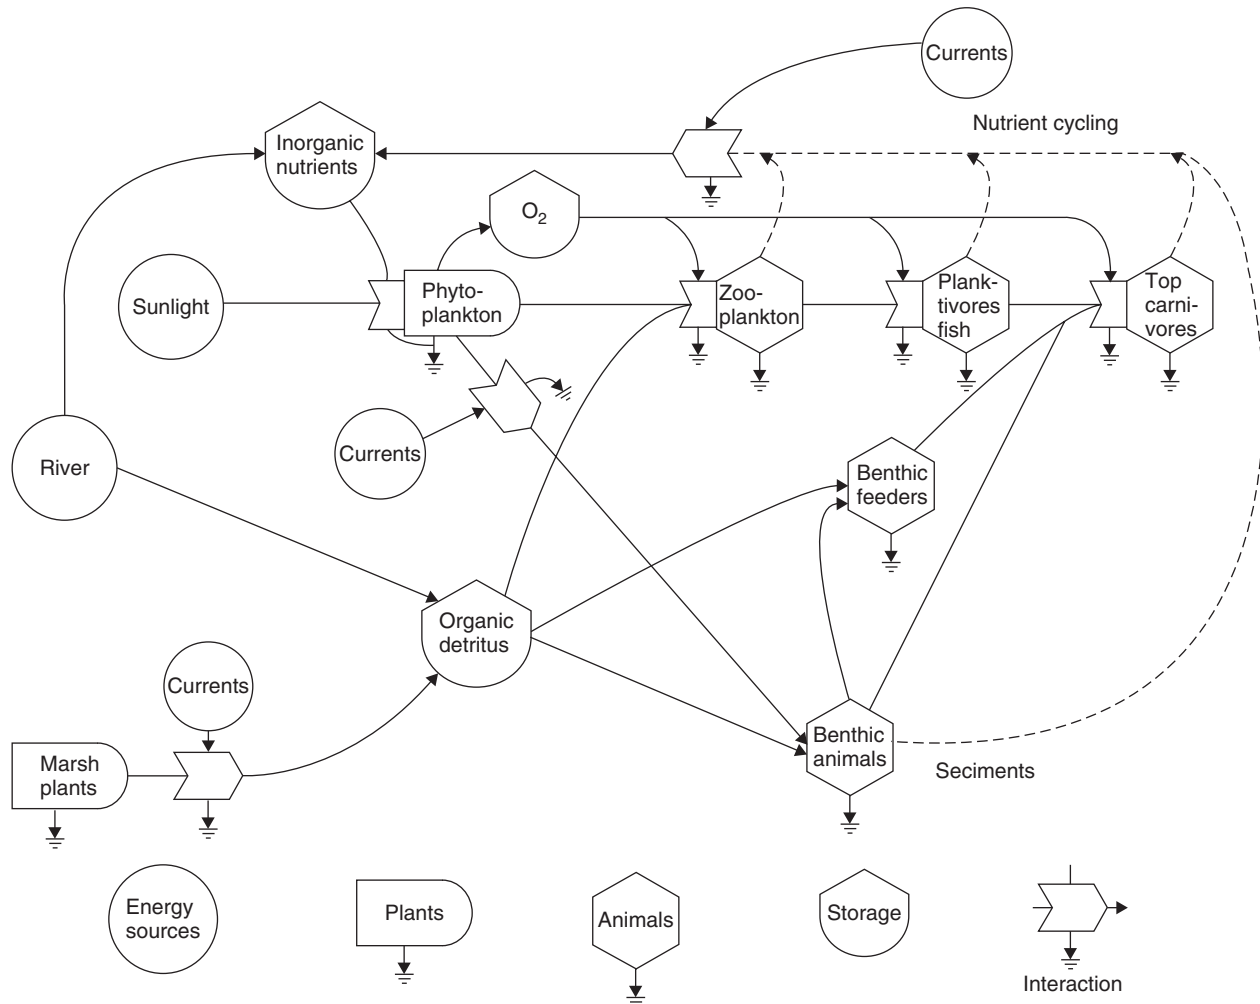 Currents
Nutrient cycling
Inorganic
nutrients
O2
Sunlight
Phyto-
plankton
Zoo-
plankton
Plank-
tivores
fish
Top
carni-
vores
Currents
River
Benthic
feeders
Organic
detritus
Currents
Marsh
plants
Benthic
animals
Seciments
Energy
sources
Plants
Animals
Storage
Interaction